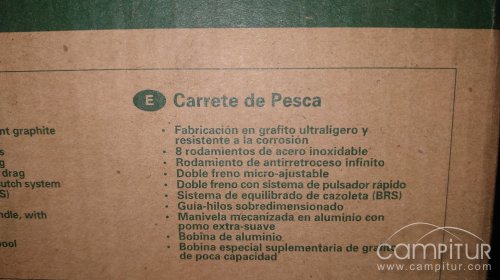 E Carrete de Pesca
nt graphite
s
g
drag
utch system
S)
ndle, with
pool
• Fabricación en grafito ultraligero y
resistente a la corrosión
• 8 rodamientos de acero inoxidable
• Rodamiento de antirretroceso infinito
• Doble freno micro-ajustable
• Doble freno con sistema de pulsador rápido
• Sistema de equilibrado de cazoleta (BRS)
• Guía-hilos sobredimensionado
• Manivela mecanizada en aluminio con
pomo extra-suave
• Bobina de aluminio
• Bobina especial suplementaria de grafito
de poca capacidad
CAMPITUR
www.campitur.com